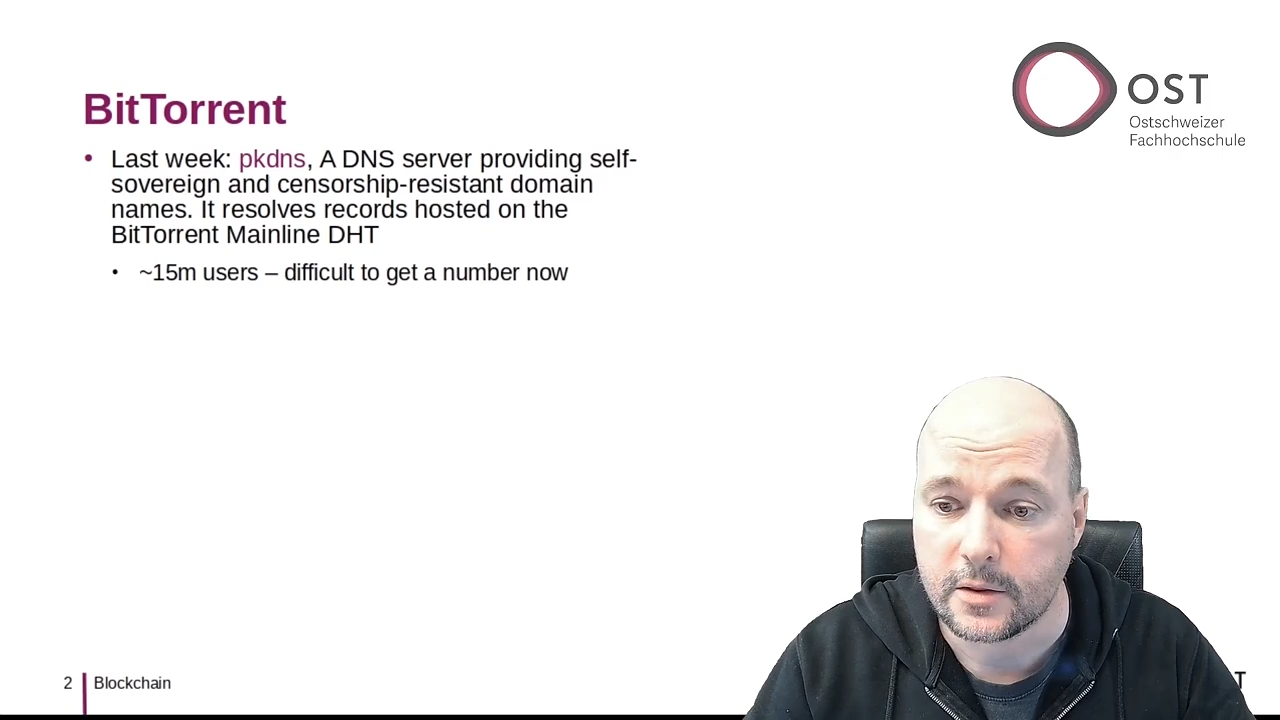 OST
Ostschweizer
Fachhochschule
BitTorrent
• Last week: pkdns, A DNS server providing self-
sovereign and censorship-resistant domain
names. It resolves records hosted on the
BitTorrent Mainline DHT
• ~15m users – difficult to get a number now
2 Blockchain